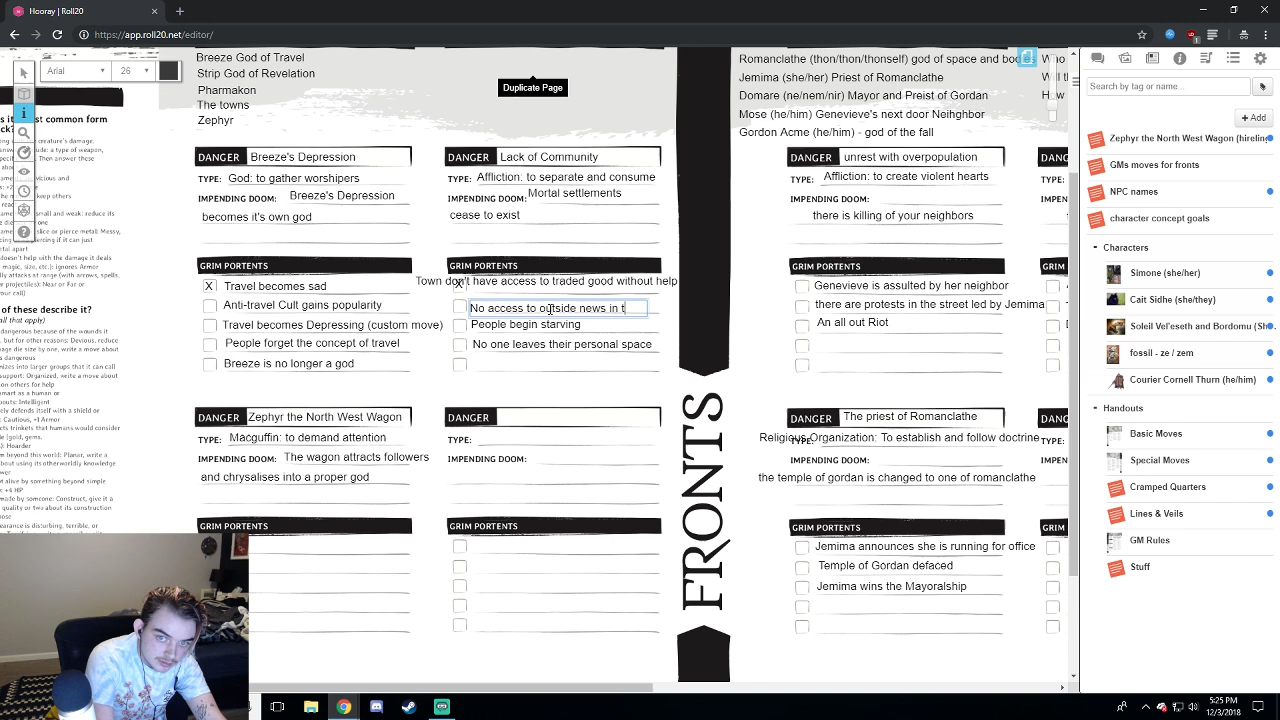 Hooray | Roll20
https://app.roll20.net/editor/
Arial
26
Duplicate Page
Breeze God of Travel
Strip God of Revelation
Pharmakon
The towns
Zephyr
Romanclathe (thon/thon/thonself) god of space and
Jemima (she/her) Priest of Romanclathe
Domare (ne/nem/nir) Mayor and Preist of Gordan
Mose (he/him) Genevieve's next door Neihghbor
Gordon Acme (he/him) - god of the fall
DANGER Breeze's Depression
TYPE: God: to gather worshipers
IMPENDING DOOM: Breeze's Depression
becomes it's own god
GRIM PORTENTS
X Travel becomes sad
Anti-travel Cult gains popularity
Travel becomes Depressing (custom move)
People forget the concept of travel
Breeze is no longer a god
DANGER Lack of Community
TYPE: Affliction: to separate and consume
IMPENDING DOOM: Mortal settlements
cease to exist
GRIM PORTENTS
Town don't have access to traded good without help
X
No access to outside news in t
People begin starving
No one leaves their personal space
DANGER unrest with overpopulation
TYPE: Affliction: to create violent hearts
IMPENDING DOOM:
there is killing of your neighbors
GRIM PORTENTS
Genevieve is assulted by her neighbor
there are protests in the street led by Jemima
An all out Riot
DANGER Zephyr the North West Wagon
TYPE: Macguffin: to demand attention
IMPENDING DOOM: The wagon attracts followers
and chrysalises into a proper god
GRIM PORTENTS
DANGER
TYPE:
IMPENDING DOOM:
GRIM PORTENTS
FRONTS
DANGER The priest of Romanclathe
TYPE: Religious Organization: To establish and follow doctrine
IMPENDING DOOM:
the temple of gordan is changed to one of romanclathe
GRIM PORTENTS
Jemima announces she is running for office
Temple of Gordan defaced
Jemima wins the Mayoralship
Search by tag or name...
+ Add
Zephyr the North West Wagon (hireling
GMs moves for fronts
NPC names
character concept goals
Characters
Simone (she/her)
Cait Sidhe (she/they)
Soleil Vel'eseth and Bordomu (Sh
fossil - ze / zem
Courier Cornell Thurn (he/him)
Handouts
Basic Moves
Special Moves
Cramped Quarters
Lines & Veils
GM Rules
Stuff
5:25 PM
12/3/2018